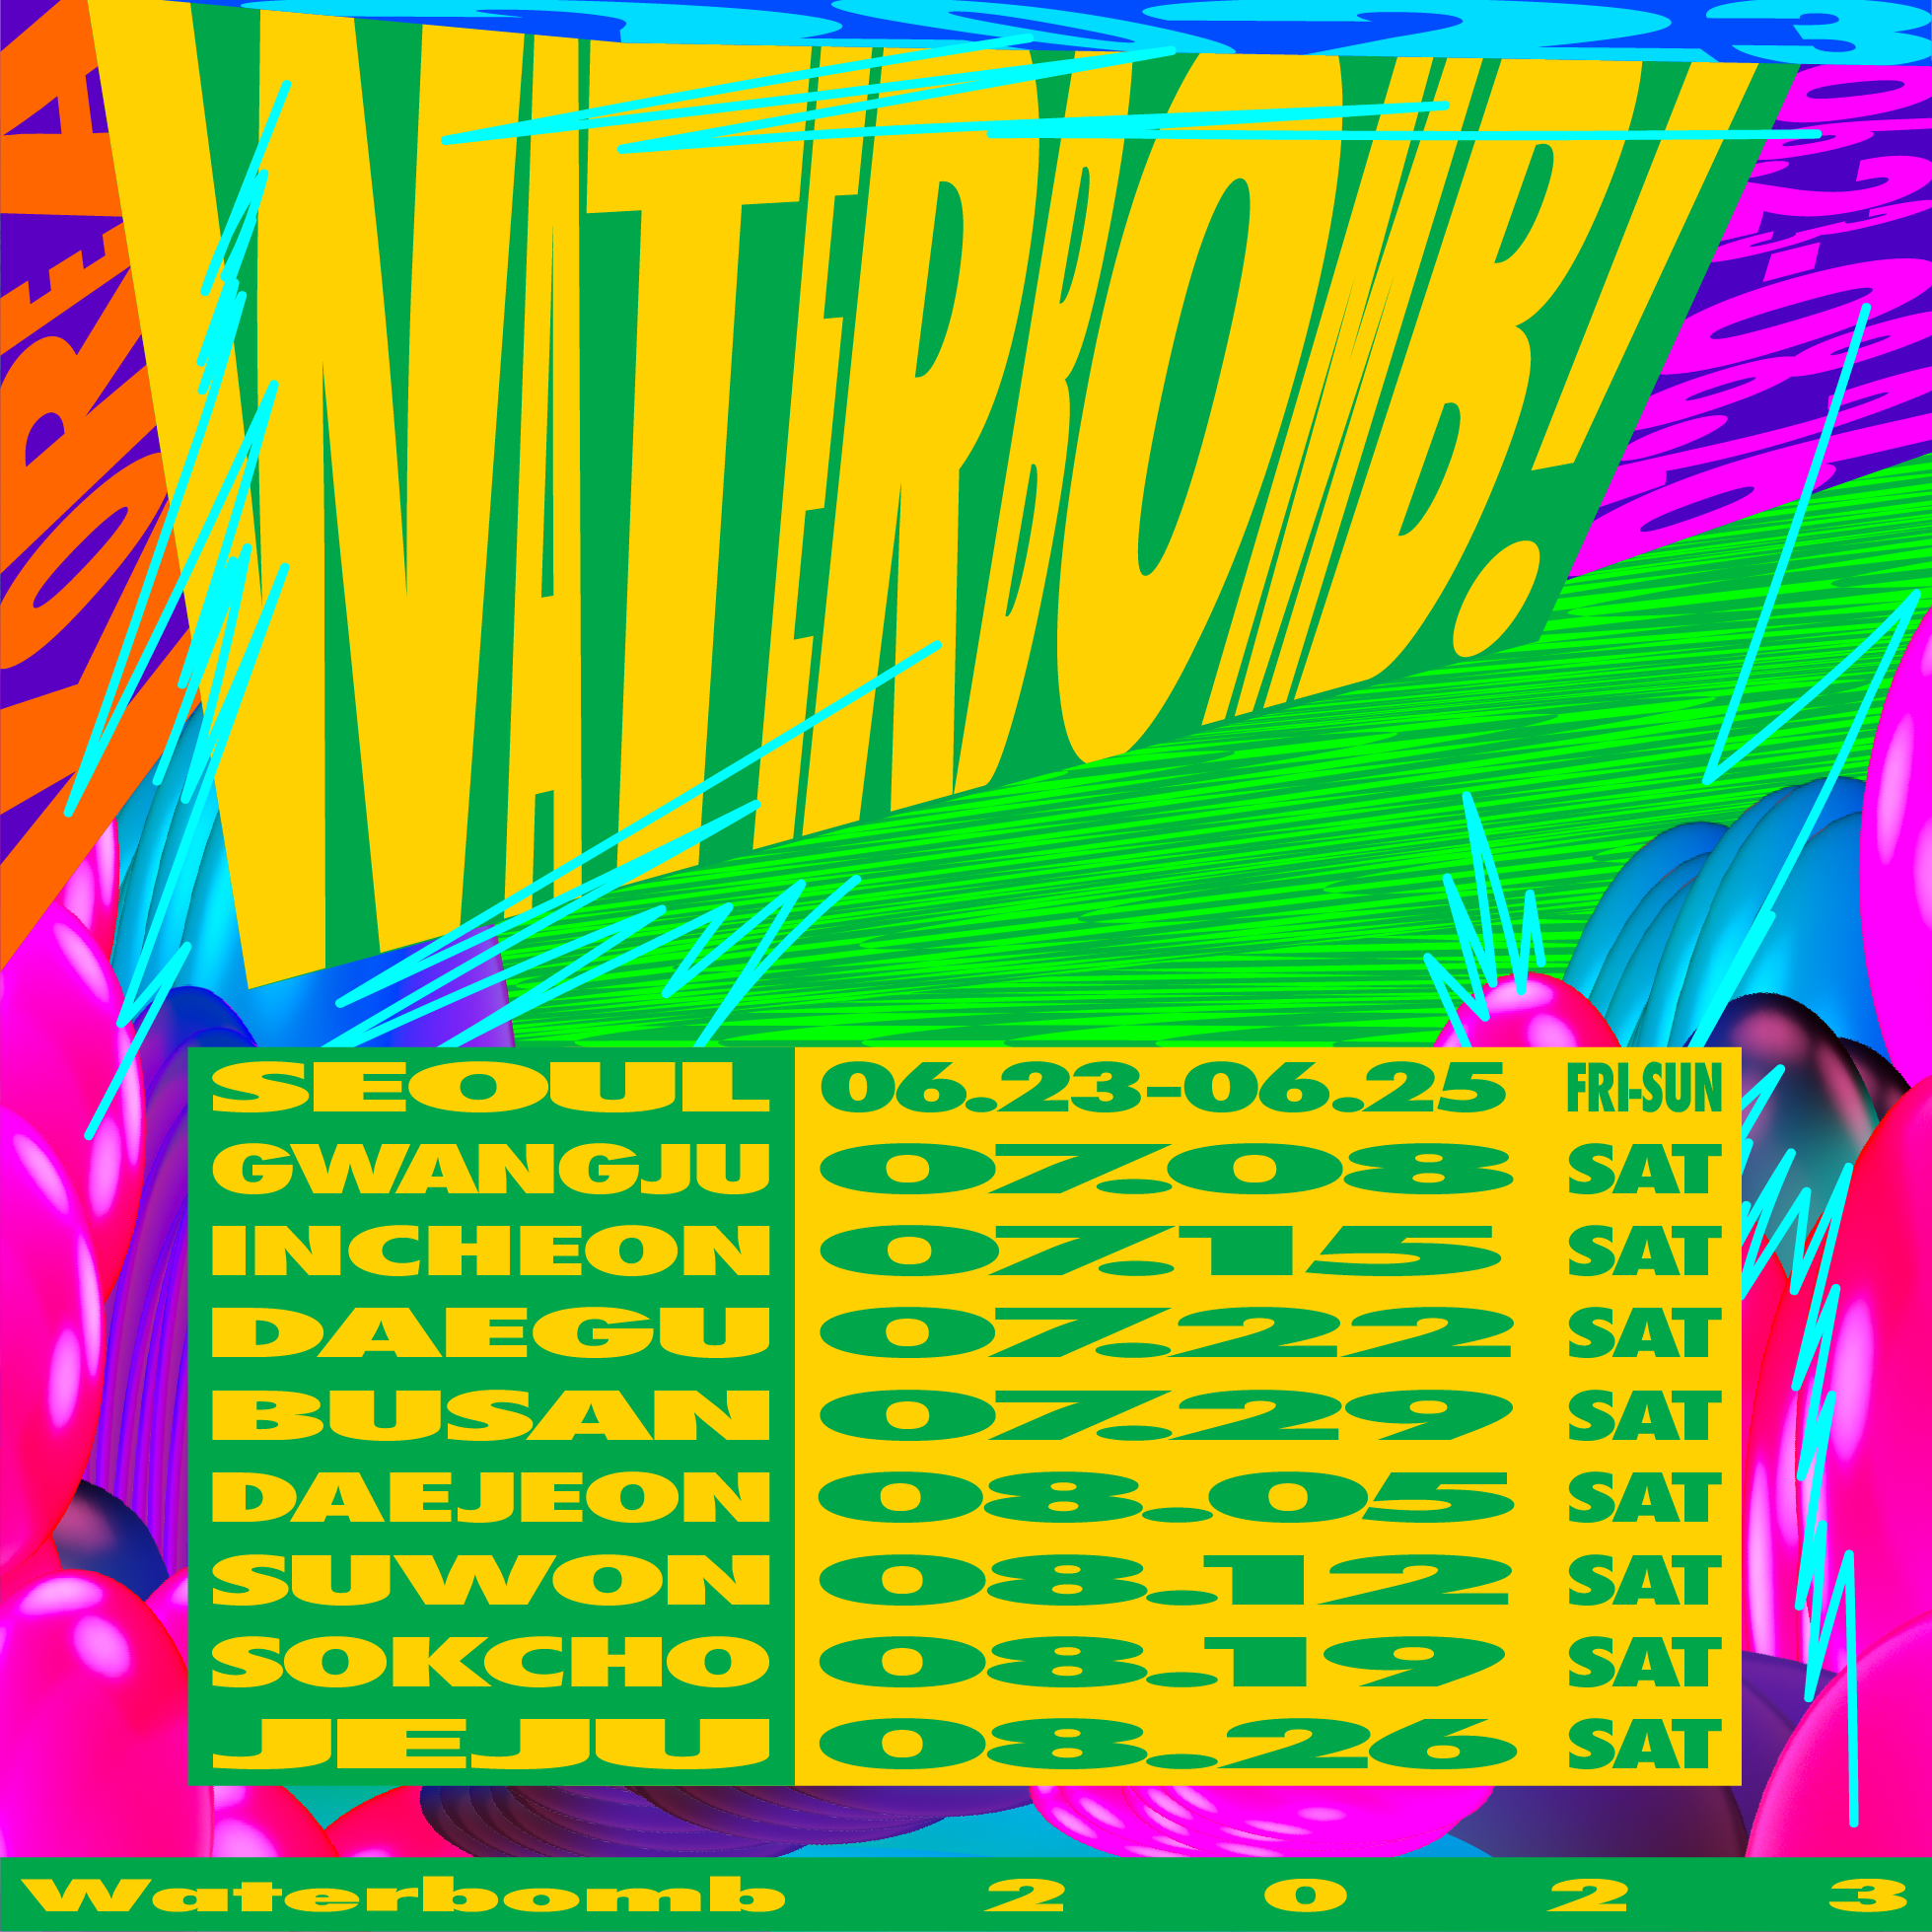 2023
KOREA
WATERBOMB!
SEOUL 06.23-06.25 FRI-SUN
GWANGJU 07.08 SAT
INCHEON 07.15 SAT
DAEGU 07.22 SAT
BUSAN 07.29 SAT
DAEJEON 08.05 SAT
SUWON 08.12 SAT
SOKCHO 08.19 SAT
JEJU 08.26 SAT
Waterbomb 2 0 2 3